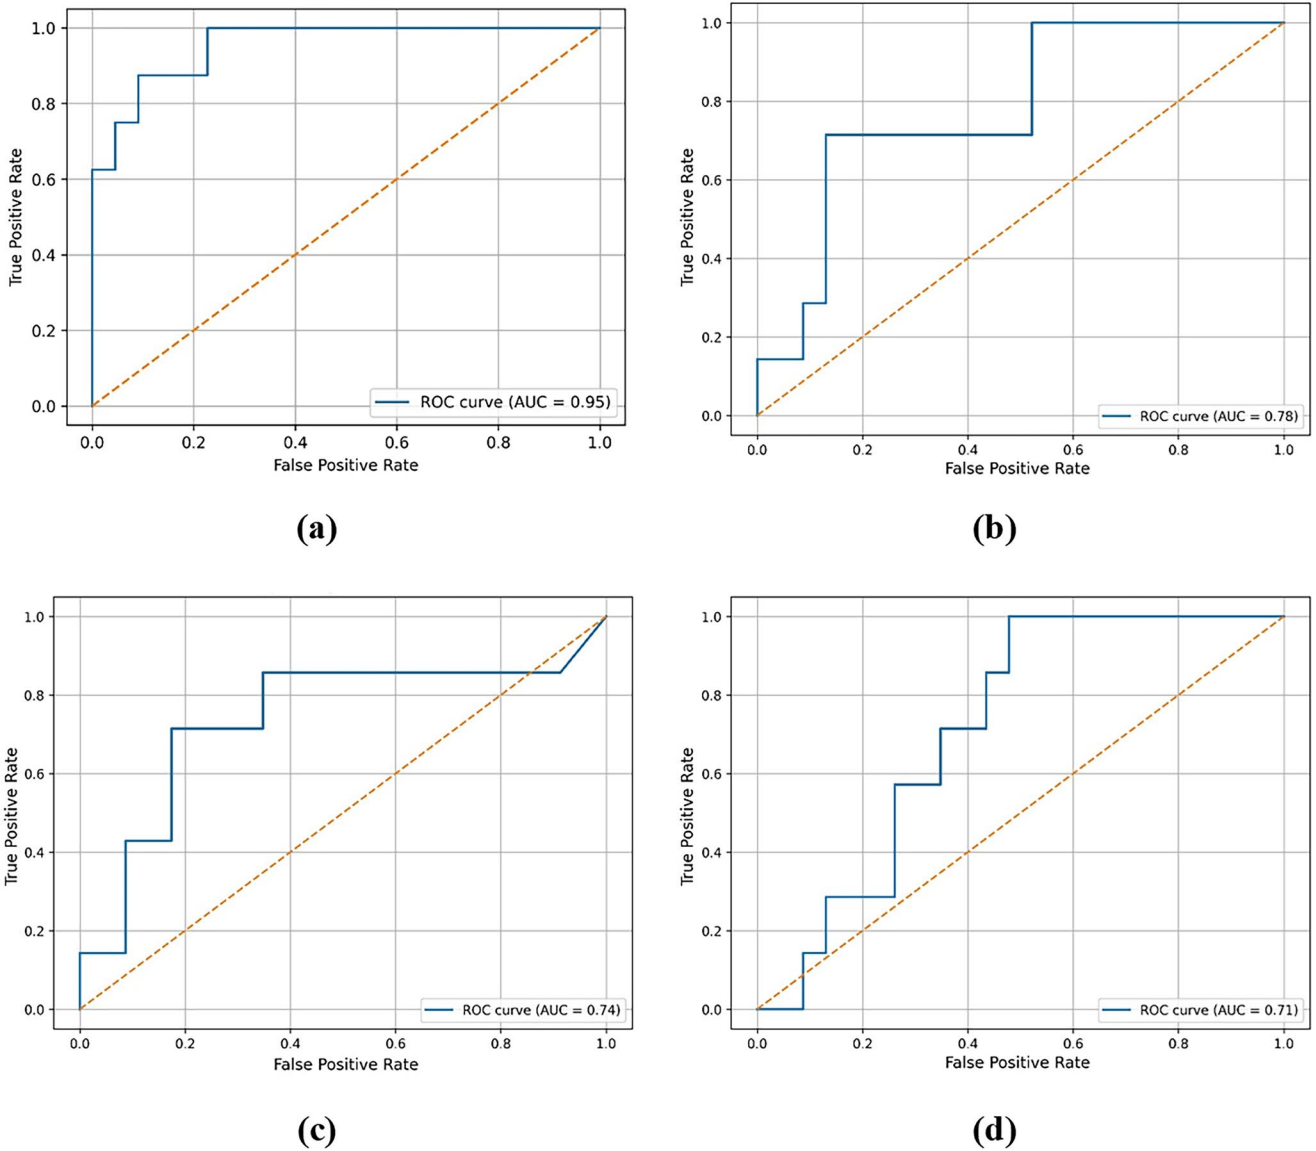 1.0
0.8
0.6
0.4
0.2
0.0
True Positive Rate
ROC curve (AUC = 0.95)
0.0 0.2 0.4 0.6 0.8 1.0
False Positive Rate
(a)
1.0
0.8
0.6
0.4
0.2
0.0
True Positive Rate
ROC curve (AUC = 0.78)
0.0 0.2 0.4 0.6 0.8 1.0
False Positive Rate
(b)
1.0
0.8
0.6
0.4
0.2
0.0
True Positive Rate
ROC curve (AUC = 0.74)
0.0 0.2 0.4 0.6 0.8 1.0
False Positive Rate
(c)
1.0
0.8
0.6
0.4
0.2
0.0
True Positive Rate
ROC curve (AUC = 0.71)
0.0 0.2 0.4 0.6 0.8 1.0
False Positive Rate
(d)